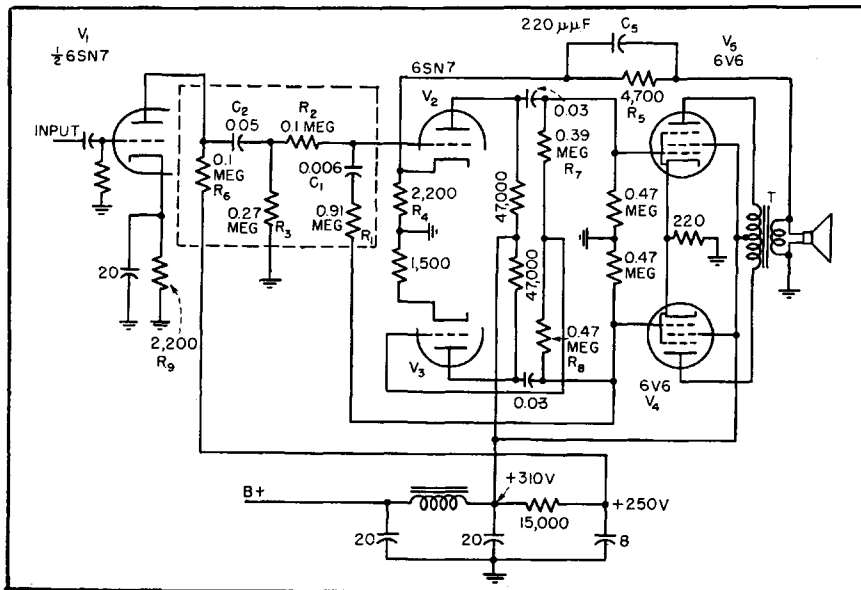 V1
½ 6SN7
INPUT
20
2,200
R9
C2
0.05
R2
0.1 MEG
0.1
MEG
R6
0.27
MEG
R3
0.006
C1
0.91
MEG
R1
220 μμF
C5
4,700
R5
6SN7
V2
0.03
2,200
R4
1,500
V3
47,000
47,000
0.39
MEG
R7
0.47
MEG
R8
0.03
0.47
MEG
0.47
MEG
220
V5
6V6
6V6
V4
T
B+
+310V
15,000
+250V
20
20
8